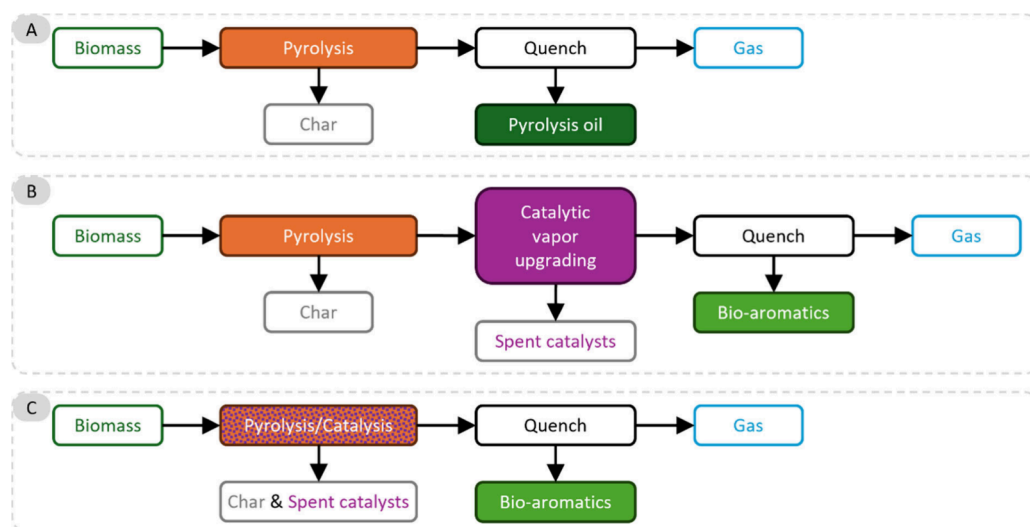 A
Biomass
Pyrolysis
Quench
Gas
Char
Pyrolysis oil
B
Biomass
Pyrolysis
Catalytic
vapor
upgrading
Quench
Gas
Char
Bio-aromatics
Spent catalysts
C
Biomass
Pyrolysis/Catalysis
Quench
Gas
Char & Spent catalysts
Bio-aromatics